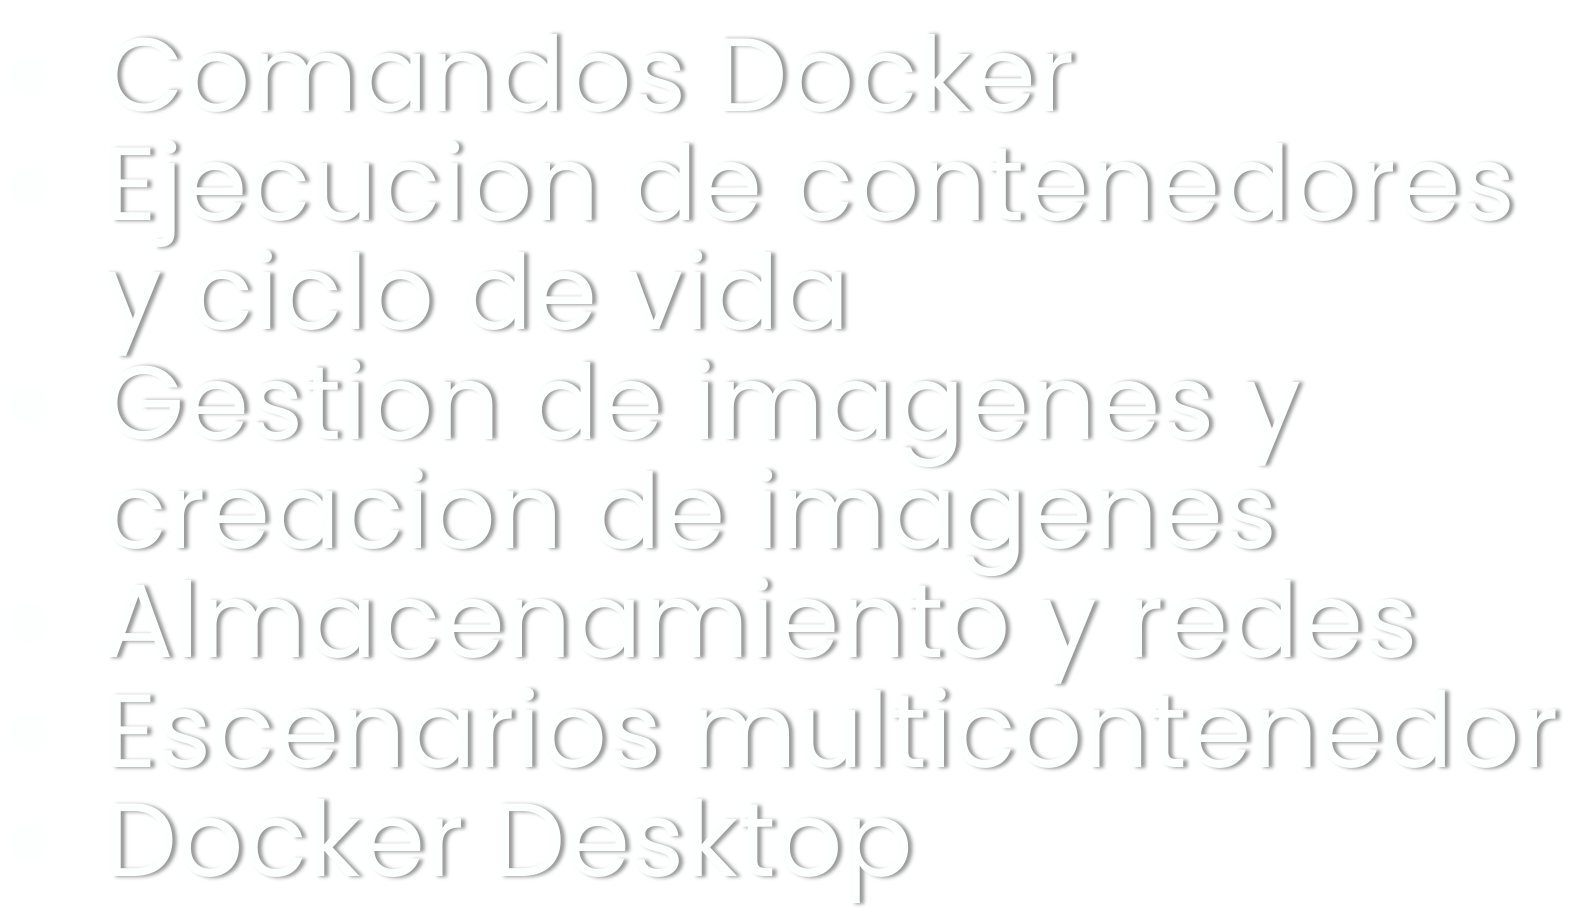 Comandos Docker
Ejecucion de contenedores
y ciclo de vida
Gestion de imagenes y
creacion de imagenes
Almacenamiento y redes
Escenarios multicontenedor
Docker Desktop